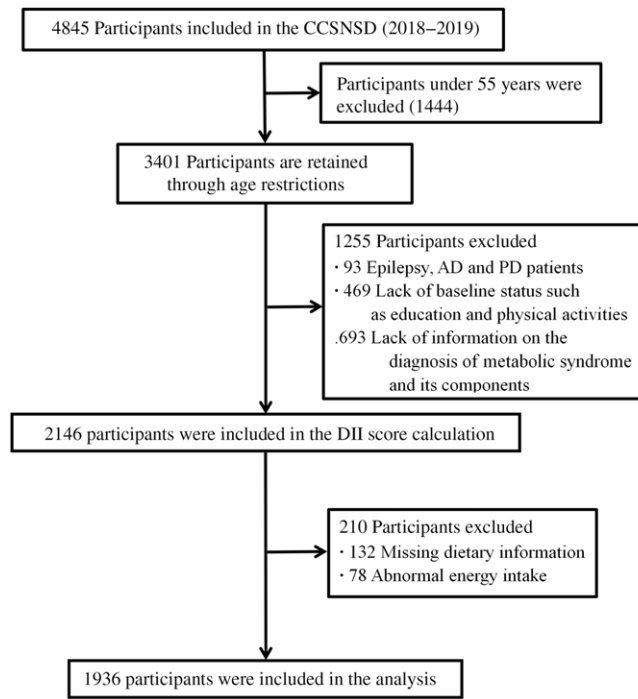 4845 Participants included in the CCSNSD (2018–2019)
Participants under 55 years were
excluded (1444)
3401 Participants are retained
through age restrictions
1255 Participants excluded
· 93 Epilepsy, AD and PD patients
· 469 Lack of baseline status such
as education and physical activities
.693 Lack of information on the
diagnosis of metabolic syndrome
and its components
2146 participants were included in the DII score calculation
210 Participants excluded
· 132 Missing dietary information
· 78 Abnormal energy intake
1936 participants were included in the analysis